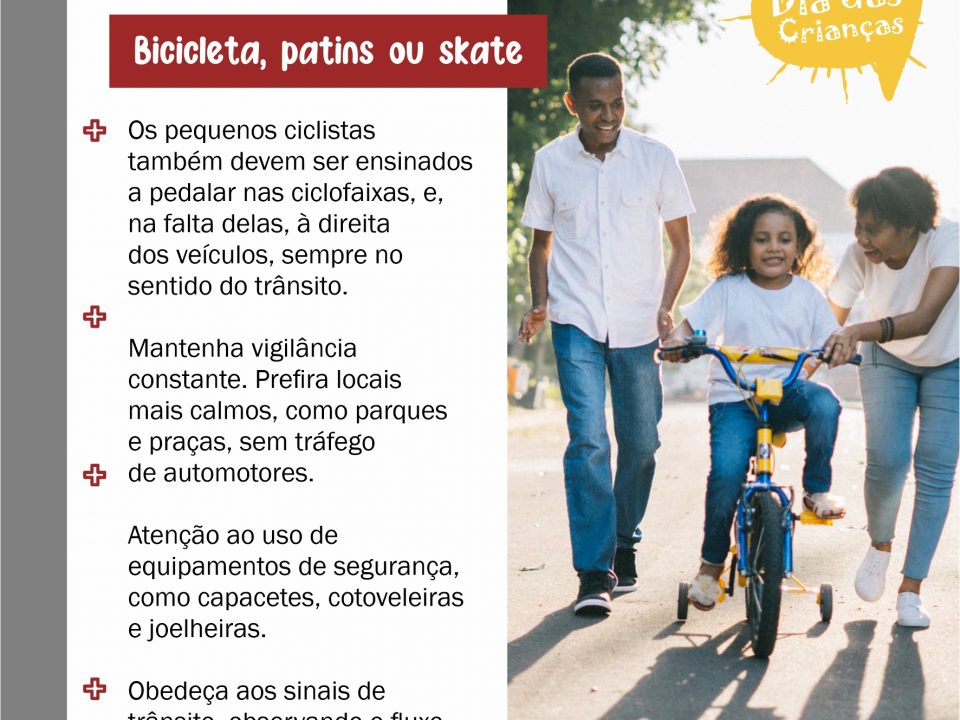 Dia das
Crianças
Bicicleta, patins ou skate
Os pequenos ciclistas
também devem ser ensinados
a pedalar nas ciclofaixas, e,
na falta delas, à direita
dos veículos, sempre no
sentido do trânsito.
Mantenha vigilância
constante. Prefira locais
mais calmos, como parques
e praças, sem tráfego
de automotores.
Atenção ao uso de
equipamentos de segurança,
como capacetes, cotoveleiras
e joelheiras.
Obedeça aos sinais de
trânsito, observando o fluxo